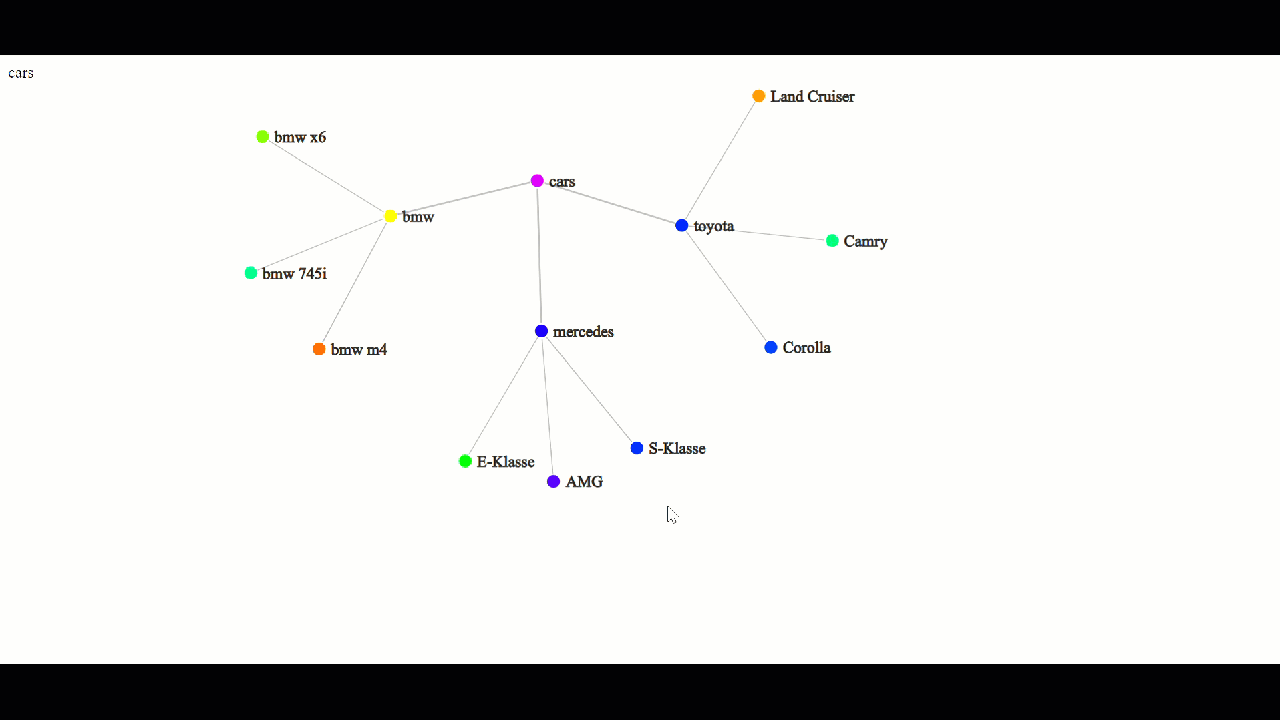 cars
Land Cruiser
bmw x6
cars
bmw
toyota
Camry
bmw 745i
mercedes
Corolla
bmw m4
S-Klasse
E-Klasse
AMG